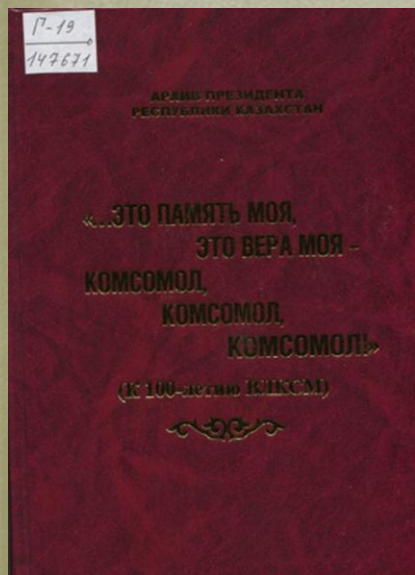 Г-19
147671
АРХИВ ПРЕЗИДЕНТА
РЕСПУБЛИКИ КАЗАХСТАН
«...ЭТО ПАМЯТЬ МОЯ,
ЭТО ВЕРА МОЯ -
КОМСОМОЛ,
КОМСОМОЛ,
КОМСОМОЛ!»
(К 100-летию ВЛКСМ)